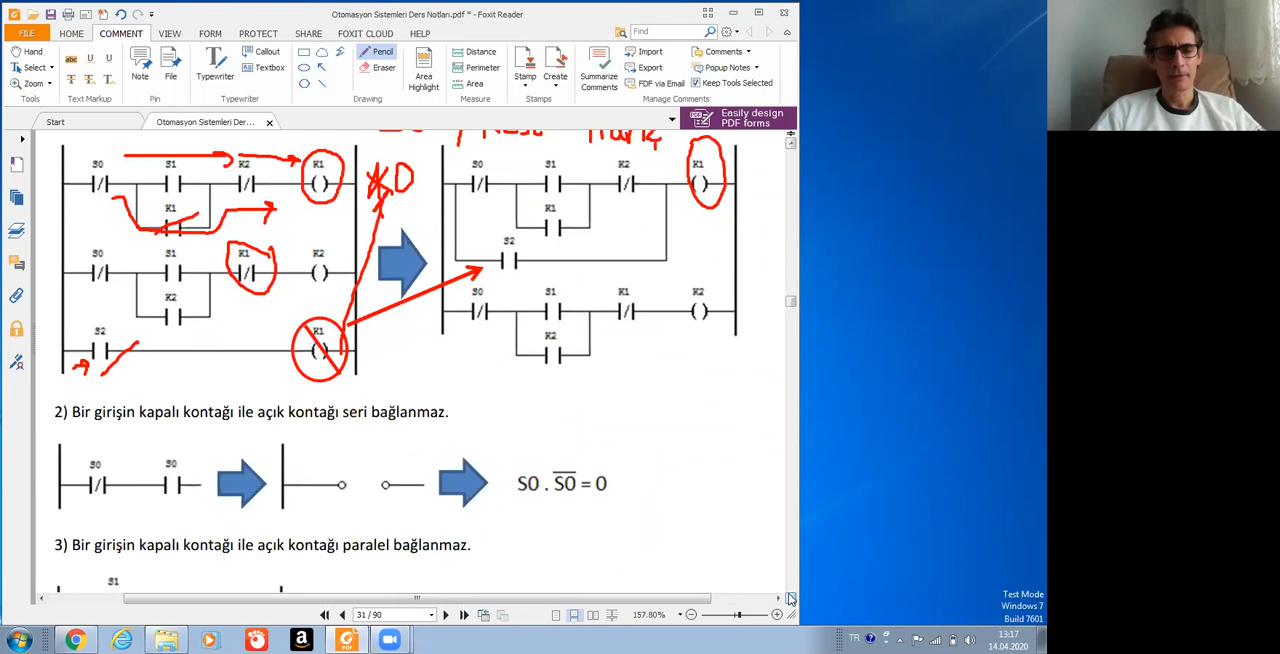 Otomasyon Sistemleri Ders Notları.pdf * - Foxit Reader
FILE HOME COMMENT VIEW FORM PROTECT SHARE FOXIT CLOUD HELP
Find
Hand
Select
Zoom
Tools
abc U U
T T T
Text Markup
Note
File
Pin
Typewriter
Callout
Textbox
Typewriter
Pencil
Eraser
Drawing
Area Highlight
Distance
Perimeter
Area
Measure
Stamp
Create
Stamps
Summarize Comments
Import
Export
FDF via Email
Comments
Popup Notes
Keep Tools Selected
Manage Comments
Start
Otomasyon Sistemleri Der...
Easily design PDF forms
S0 S1 K2 K1
K1
S0 S1 K1 K2
K2
S2 K1
S0 S1 K2 K1
K1
S2
S0 S1 K1 K2
K2
2) Bir girişin kapalı kontağı ile açık kontağı seri bağlanmaz.
S0 S0
S0 . S̅0̅ = 0
3) Bir girişin kapalı kontağı ile açık kontağı paralel bağlanmaz.
S1
31 / 90
157.80%
Test Mode
Windows 7
Build 7601
TR
13:17
14.04.2020